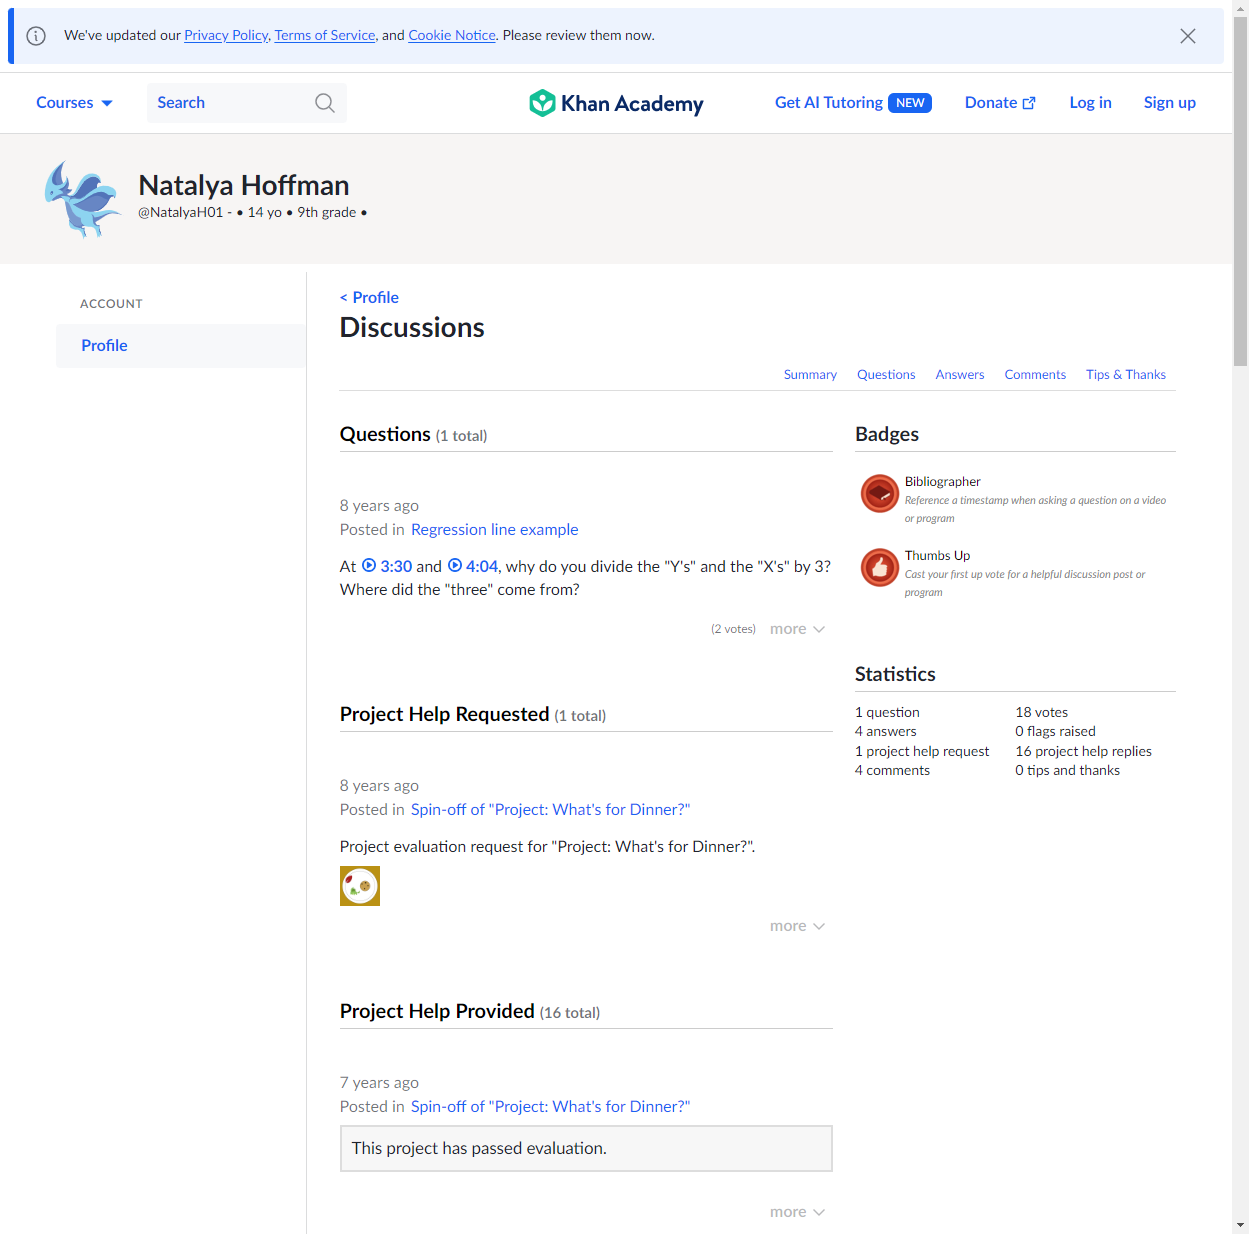 We've updated our Privacy Policy, Terms of Service, and Cookie Notice. Please review them now.
Courses
Search
Khan Academy
Get AI Tutoring NEW
Donate
Log in
Sign up
Natalya Hoffman
@NatalyaH01 - • 14 yo • 9th grade •
ACCOUNT
Profile
< Profile
Discussions
Summary Questions Answers Comments Tips & Thanks
Questions (1 total)
8 years ago
Posted in Regression line example
At 3:30 and 4:04, why do you divide the "Y's" and the "X's" by 3?
Where did the "three" come from?
(2 votes) more
Project Help Requested (1 total)
8 years ago
Posted in Spin-off of "Project: What's for Dinner?"
Project evaluation request for "Project: What's for Dinner?".
more
Project Help Provided (16 total)
7 years ago
Posted in Spin-off of "Project: What's for Dinner?"
This project has passed evaluation.
more
Badges
Bibliographer
Reference a timestamp when asking a question on a video
or program
Thumbs Up
Cast your first up vote for a helpful discussion post or
program
Statistics
1 question 18 votes
4 answers 0 flags raised
1 project help request 16 project help replies
4 comments 0 tips and thanks